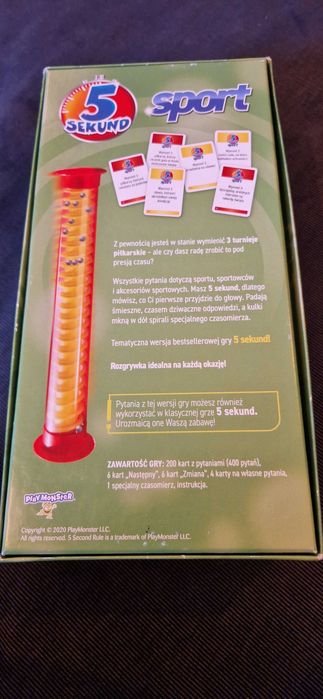 5
SEKUND
sport
Z pewnością jesteś w stanie wymienić 3 turnieje
piłkarskie – ale czy dasz radę zrobić to pod
presją czasu?
Wszystkie pytania dotyczą sportu, sportowców
i akcesoriów sportowych. Masz 5 sekund, dlatego
mówisz, co Ci pierwsze przyjdzie do głowy. Padają
śmieszne, czasem dziwaczne odpowiedzi, a kulki
mkną w dół spirali specjalnego czasomierza.
Tematyczna wersja bestsellerowej gry 5 sekund!
Rozgrywka idealna na każdą okazję!
Pytania z tej wersji gry możesz również
wykorzystać w klasycznej grze 5 sekund.
Urozmaicą one Waszą zabawę!
ZAWARTOŚĆ GRY: 200 kart z pytaniami (400 pytań),
6 kart „Następny”, 6 kart „Zmiana”, 4 karty na własne pytania,
1 specjalny czasomierz, instrukcja.
PLAYMONSTER
Copyright © 2020 PlayMonster LLC.
All rights reserved. 5 Second Rule is a trademark of PlayMonster LLC.